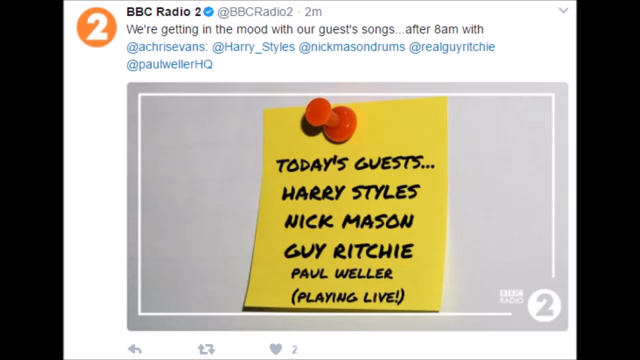 BBC Radio 2 @BBCRadio2 · 2m
We're getting in the mood with our guest's songs...after 8am with
@achrisevans: @Harry_Styles @nickmasondrums @realguyritchie
@paulwellerHQ
2
TODAY'S GUESTS...
HARRY STYLES
NICK MASON
GUY RITCHIE
PAUL WELLER
(PLAYING LIVE!)
BBC
RADIO 2
2